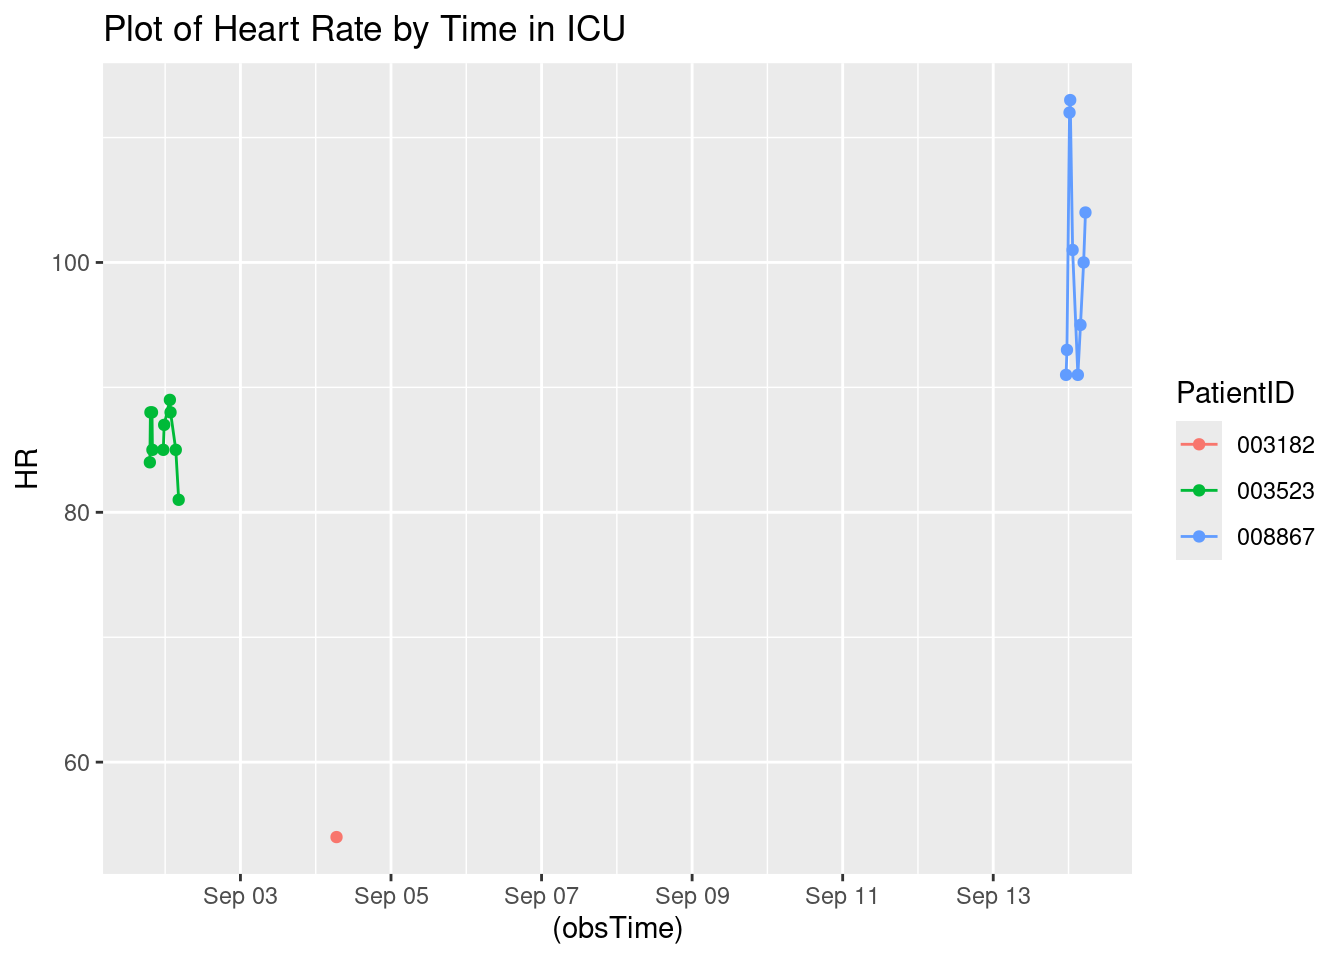 Plot of Heart Rate by Time in ICU
100
80
60
HR
Sep 03 Sep 05 Sep 07 Sep 09 Sep 11 Sep 13
(obsTime)
PatientID
003182
003523
008867